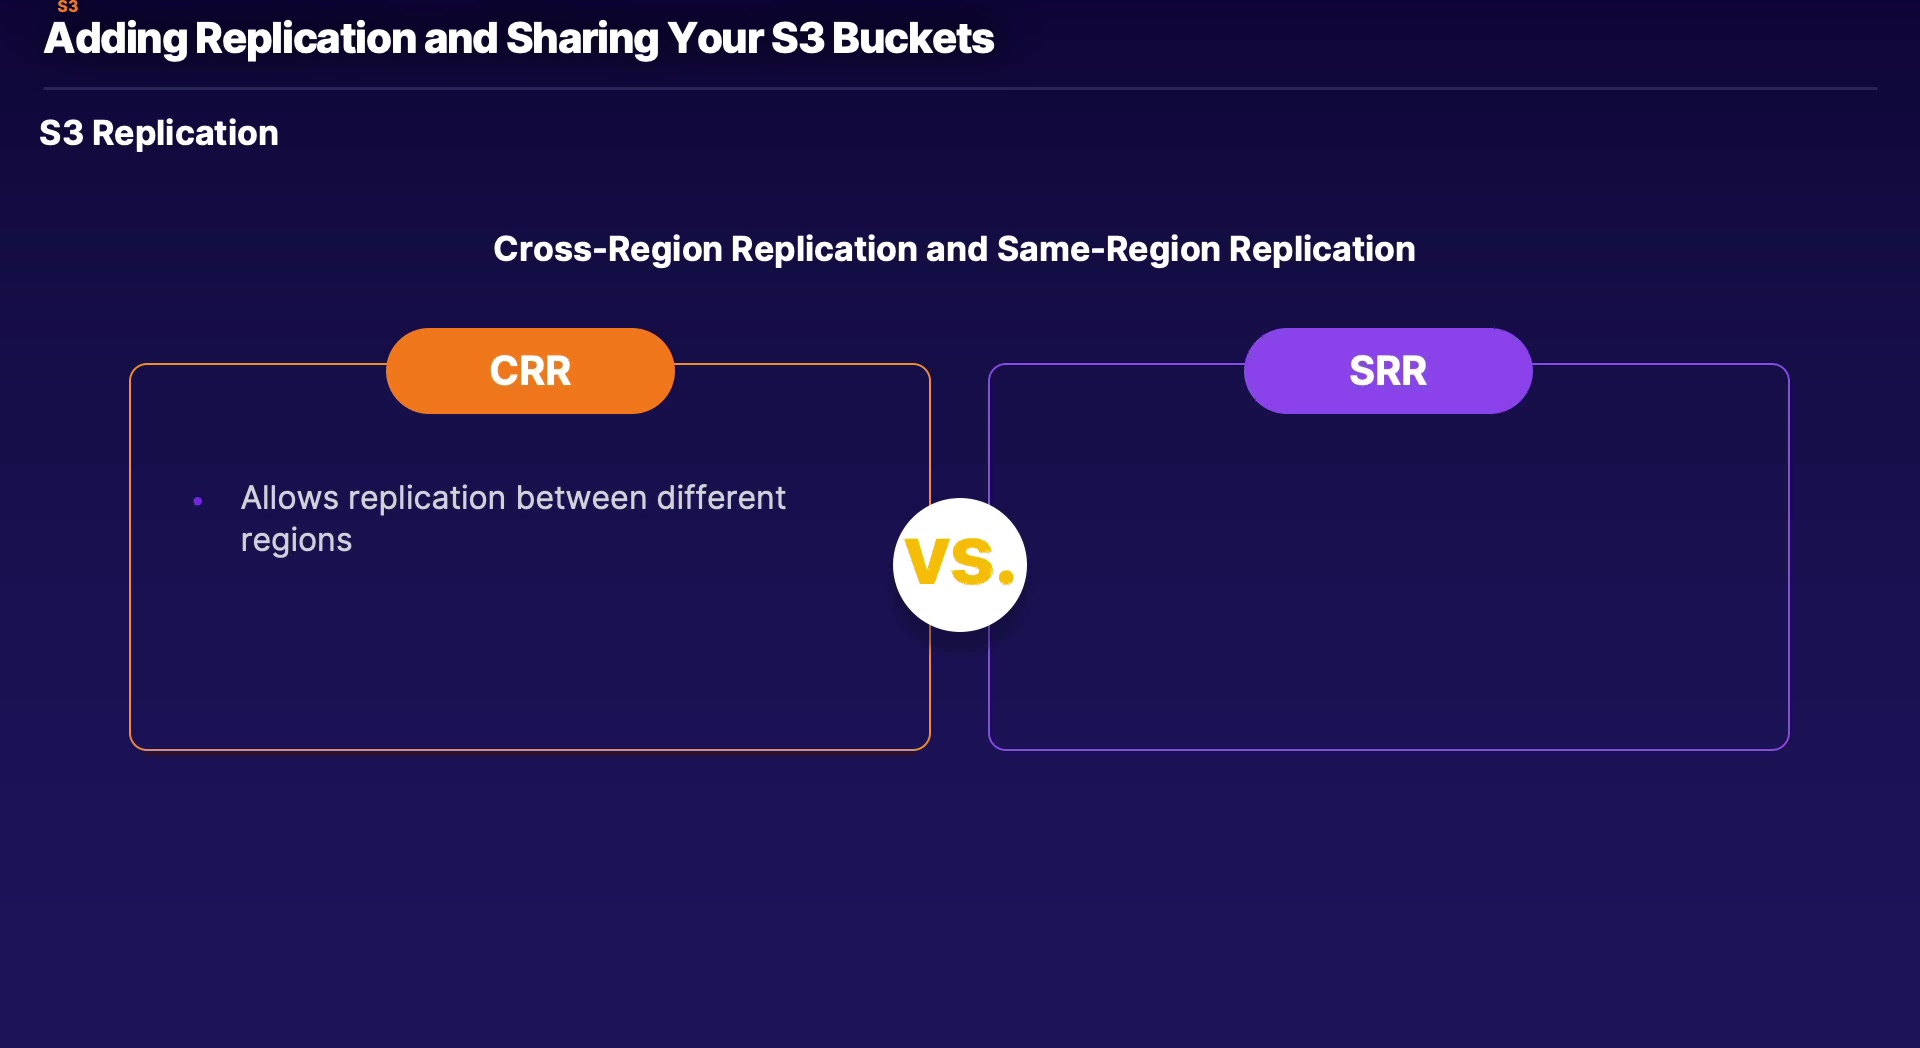 S3
Adding Replication and Sharing Your S3 Buckets
S3 Replication
Cross-Region Replication and Same-Region Replication
CRR
• Allows replication between different
regions
vs.
SRR